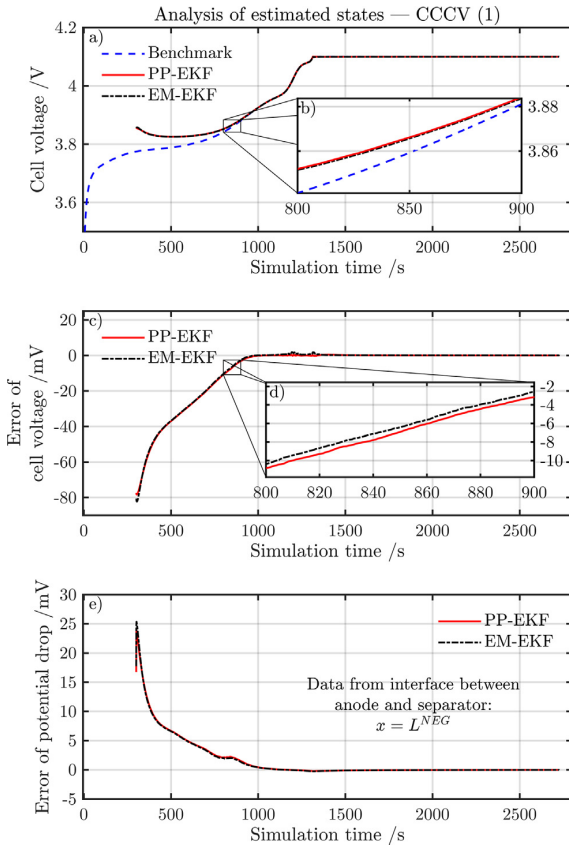 Analysis of estimated states — CCCV (1)
a)
Benchmark
PP-EKF
EM-EKF
Cell voltage /V
4.2
4
3.8
3.6
b)
3.88
3.86
800
850
900
0
500
1000
1500
2000
2500
Simulation time /s
c)
PP-EKF
EM-EKF
Error of
cell voltage /mV
20
0
-20
-40
-60
-80
d)
-2
-4
-6
-8
-10
800
820
840
860
880
900
0
500
1000
1500
2000
2500
Simulation time /s
e)
PP-EKF
EM-EKF
Data from interface between
anode and separator:
x = L^NEG
Error of potential drop /mV
30
25
20
15
10
5
0
-5
0
500
1000
1500
2000
2500
Simulation time /s